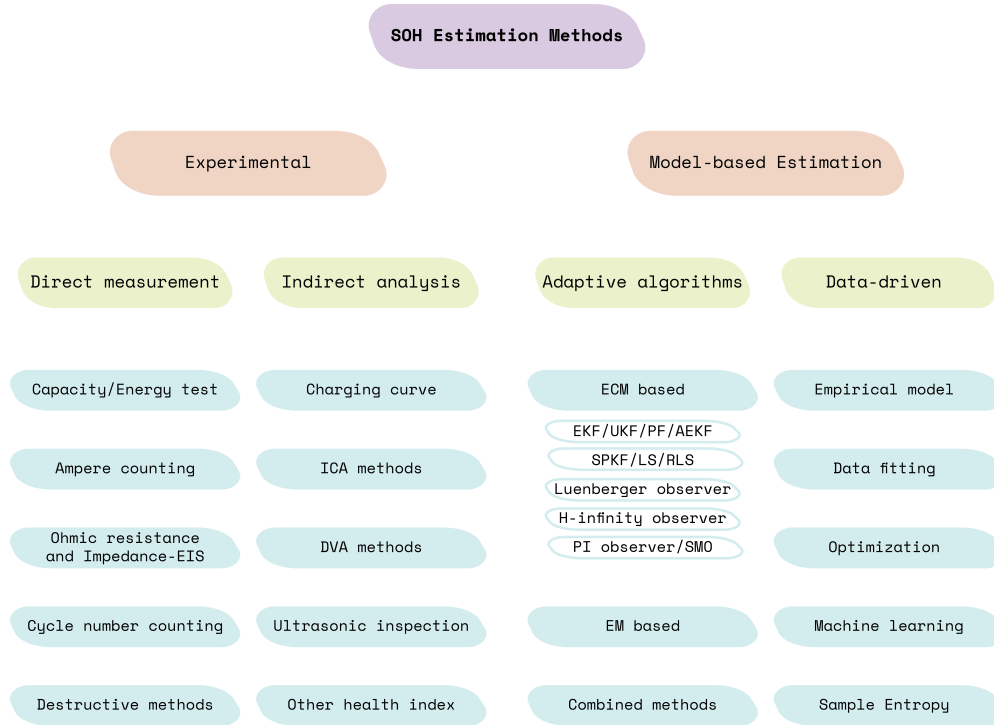 SOH Estimation Methods
Experimental
Model-based Estimation
Direct measurement
Indirect analysis
Adaptive algorithms
Data-driven
Capacity/Energy test
Ampere counting
Ohmic resistance
and Impedance-EIS
Cycle number counting
Destructive methods
Charging curve
ICA methods
DVA methods
Ultrasonic inspection
Other health index
ECM based
EKF/UKF/PF/AEKF
SPKF/LS/RLS
Luenberger observer
H-infinity observer
PI observer/SMO
EM based
Combined methods
Empirical model
Data fitting
Optimization
Machine learning
Sample Entropy